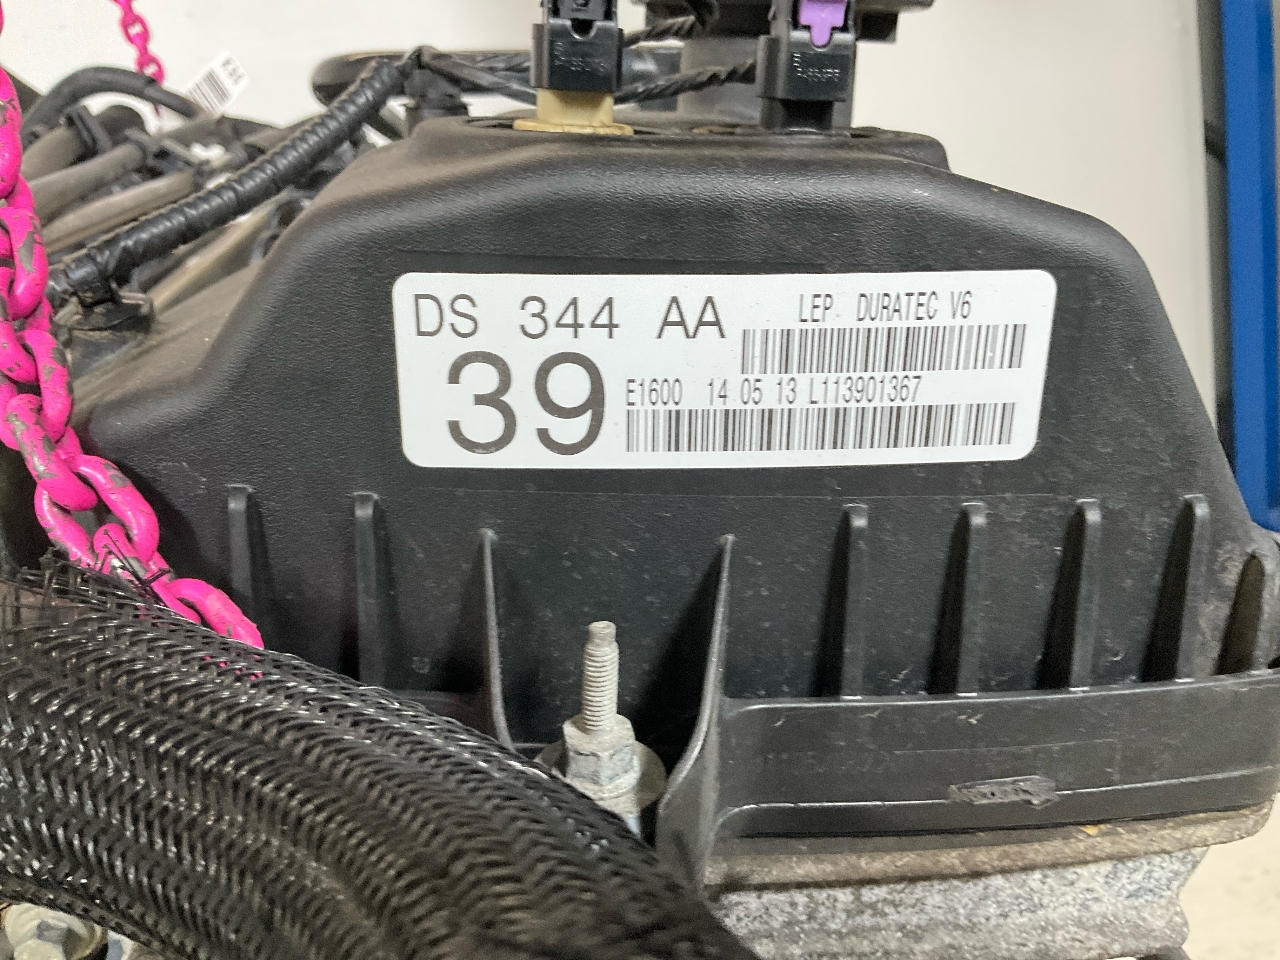 DS 344 AA
LEP. DURATEC V6
39
E1600 14 05 13 L113901367